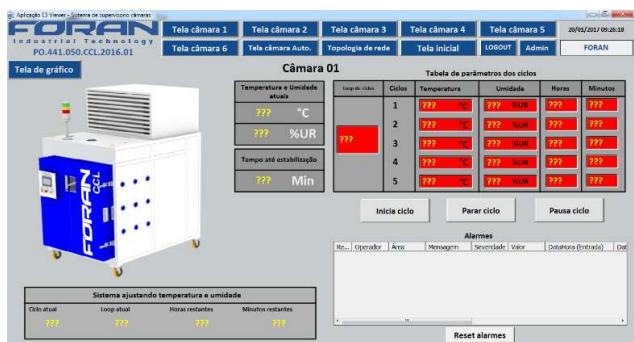 Aplicação E3 Viewer - Sistema de supervisorio câmaras
FORAN
Industrial Technology
PO.441.050.CCL.2016.01
Tela câmara 1
Tela câmara 2
Tela câmara 3
Tela câmara 4
Tela câmara 5
20/01/2017 09:26:18
Tela câmara 6
Tela câmara Auto.
Topologia de rede
Tela inicial
LOGOUT
Admin
FORAN
Tela de gráfico
Câmara 01
Temperatura e Umidade atuais
??? °C
??? %UR
Tempo até estabilização
??? Min
Tabela de parâmetros dos ciclos
Loop de ciclos Ciclos Temperatura Umidade Horas Minutos
???
1 ??? °C ??? %UR ??? ???
2 ??? °C ??? %UR ??? ???
3 ??? °C ??? %UR ??? ???
4 ??? °C ??? %UR ??? ???
5 ??? °C ??? %UR ??? ???
FORAN CCL
Inicia ciclo
Parar ciclo
Pausa ciclo
Alarmes
Re... Operador Área Mensagem Severidade Valor DataHora (Entrada) Dat
Sistema ajustando temperatura e umidade
Ciclo atual Loop atual Horas restantes Minutos restantes
??? ??? ??? ???
Reset alarmes